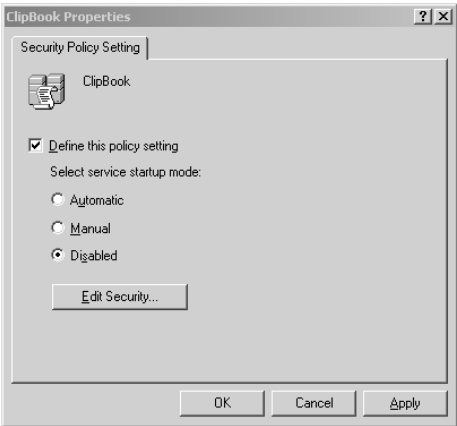 ClipBook Properties
Security Policy Setting
ClipBook
Define this policy setting
Select service startup mode:
Automatic
Manual
Disabled
Edit Security...
OK Cancel Apply